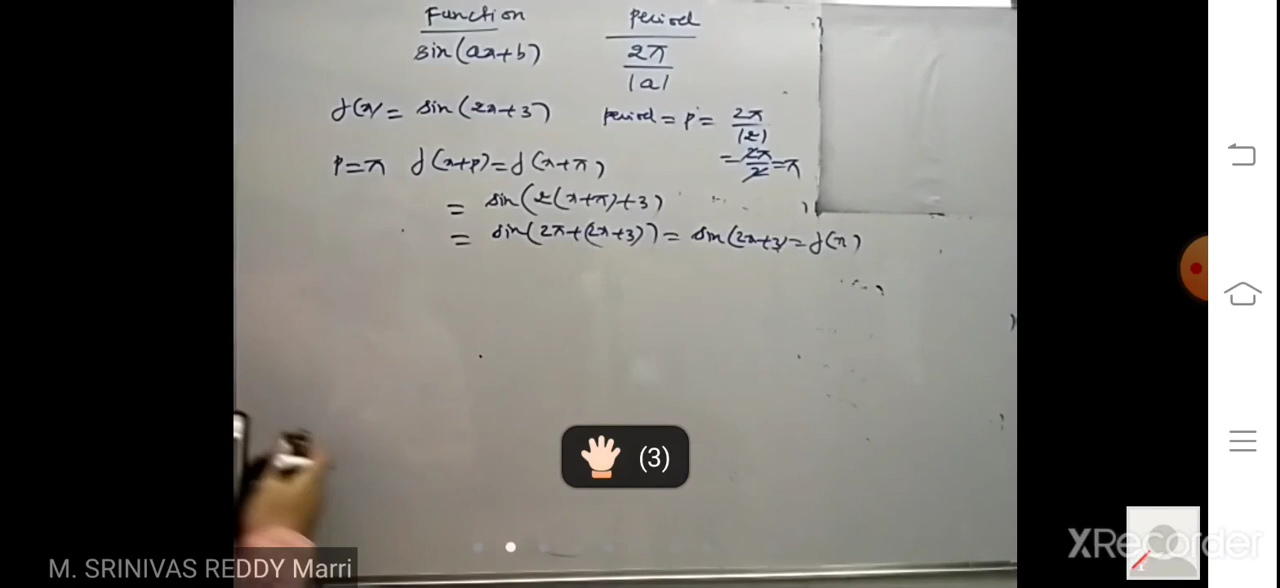 Function period
sin(ax+b) 2π/|a|
f(x) = sin(2x+3) period = p = 2π/|2|
= 2π/2 = π
p=π f(x+p) = f(x+π)
= sin(2(x+π)+3)
= sin(2π+(2x+3)) = sin(2x+3) = f(x)
(3)
M. SRINIVAS REDDY Marri
XRecorder